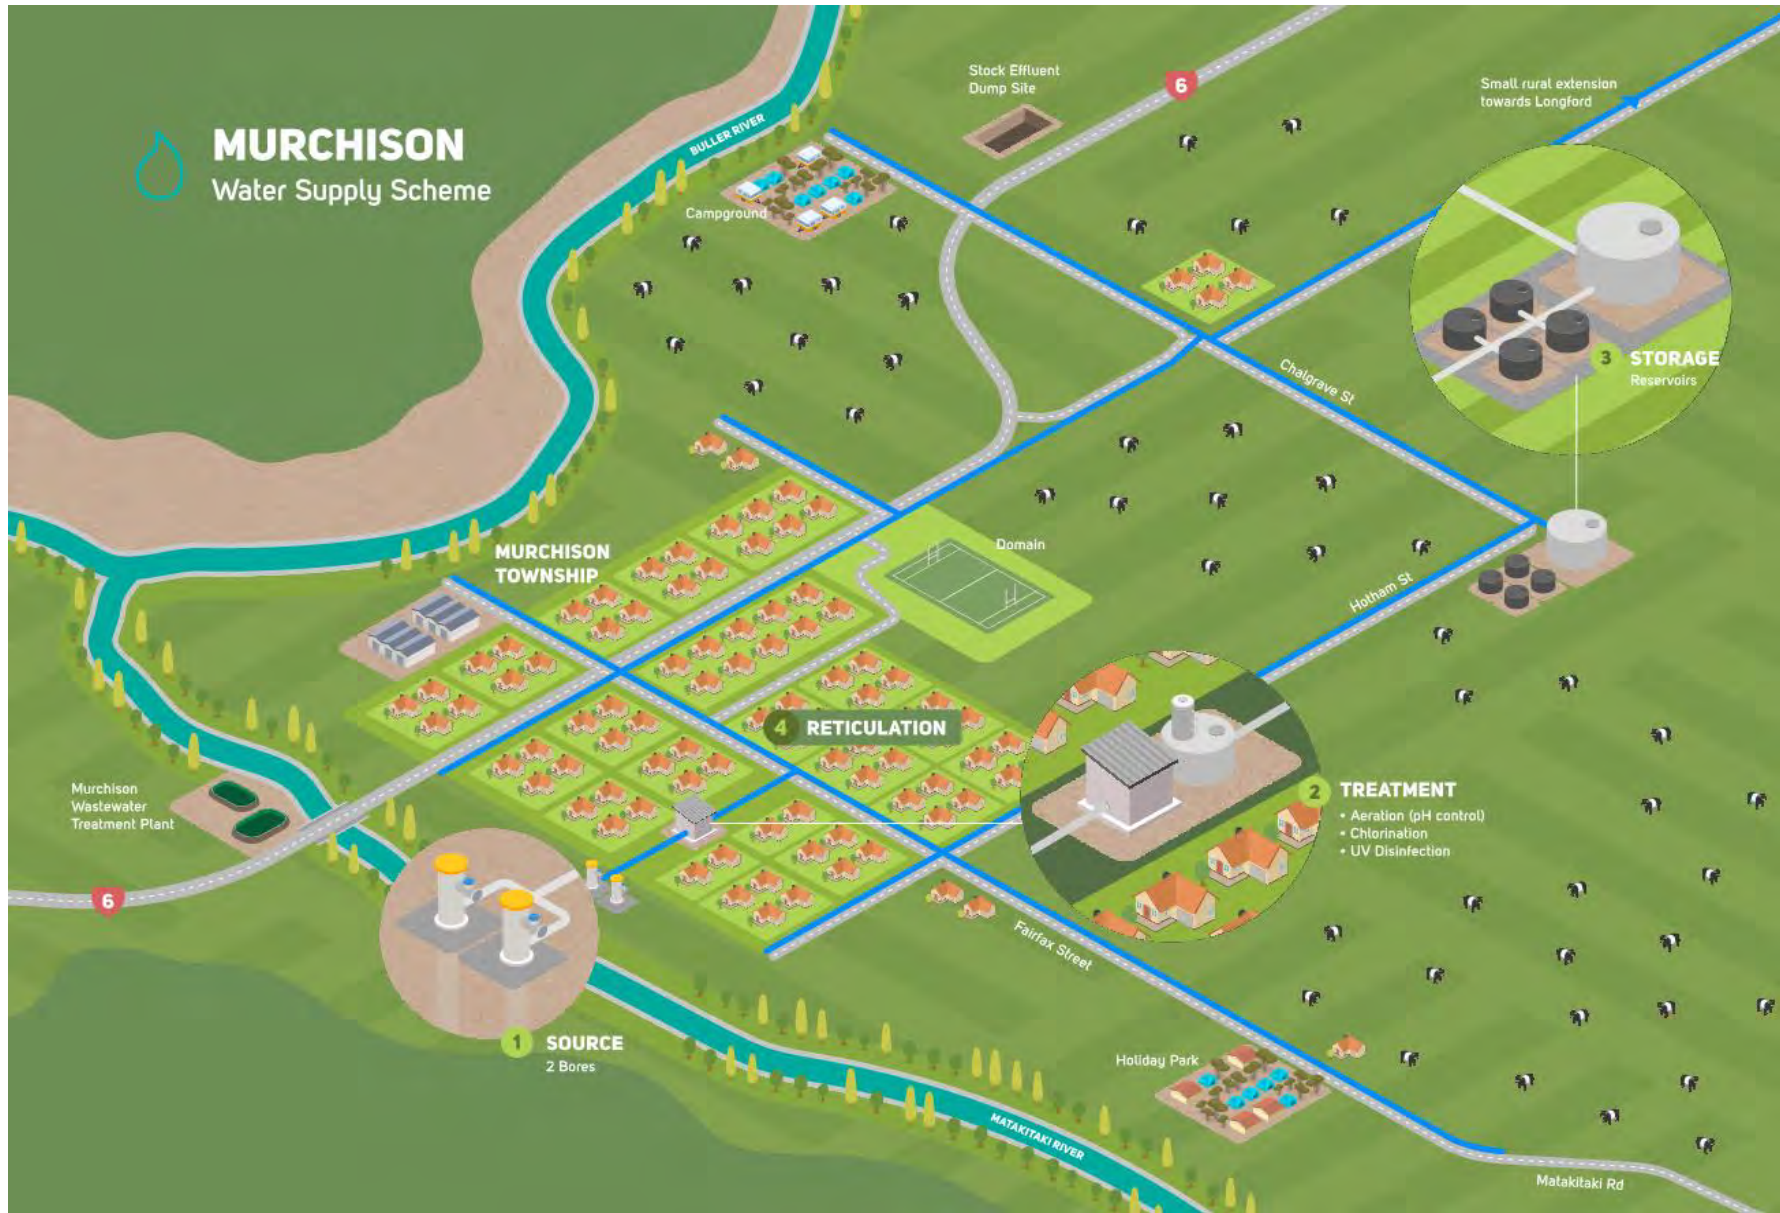 MURCHISON
Water Supply Scheme
BULLER RIVER
Stock Effluent
Dump Site
6
Small rural extension
towards Longford
Campground
3 STORAGE
Reservoirs
Chalgrave St
MURCHISON
TOWNSHIP
Domain
Hotham St
4 RETICULATION
Murchison
Wastewater
Treatment Plant
2 TREATMENT
• Aeration (pH control)
• Chlorination
• UV Disinfection
6
Fairfax Street
1 SOURCE
2 Bores
Holiday Park
MATAKITAKI RIVER
Matakitaki Rd